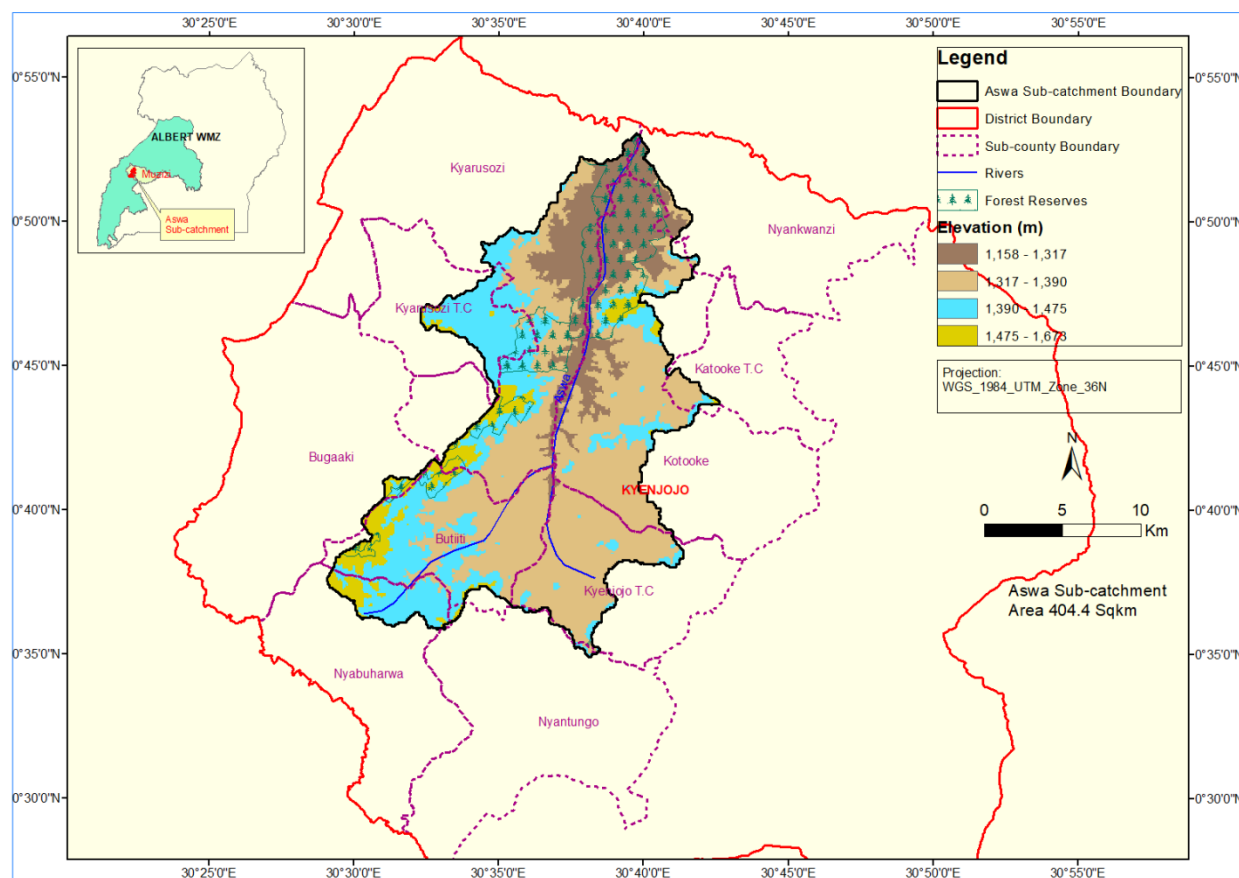 30°25'0"E 30°30'0"E 30°35'0"E 30°40'0"E 30°45'0"E 30°50'0"E 30°55'0"E
0°55'0"N
0°55'0"N
0°50'0"N
0°50'0"N
0°45'0"N
0°45'0"N
0°40'0"N
0°40'0"N
0°35'0"N
0°35'0"N
0°30'0"N
0°30'0"N
ALBERT WMZ
Muzizi
Aswa
Sub-catchment
Legend
Aswa Sub-catchment Boundary
District Boundary
Sub-county Boundary
Rivers
Forest Reserves
Elevation (m)
1,158 - 1,317
1,317 - 1,390
1,390 - 1,475
1,475 - 1,673
Projection:
WGS_1984_UTM_Zone_36N
N
0 5 10
Km
Aswa Sub-catchment
Area 404.4 Sqkm
Kyarusozi
Nyankwanzi
Kyarusozi T.C
Katooke T.C
Aswa
Bugaaki
Kotooke
KYENJOJO
Butiiti
Kyenjojo T.C
Nyabuharwa
Nyantungo
30°25'0"E 30°30'0"E 30°35'0"E 30°40'0"E 30°45'0"E 30°50'0"E 30°55'0"E